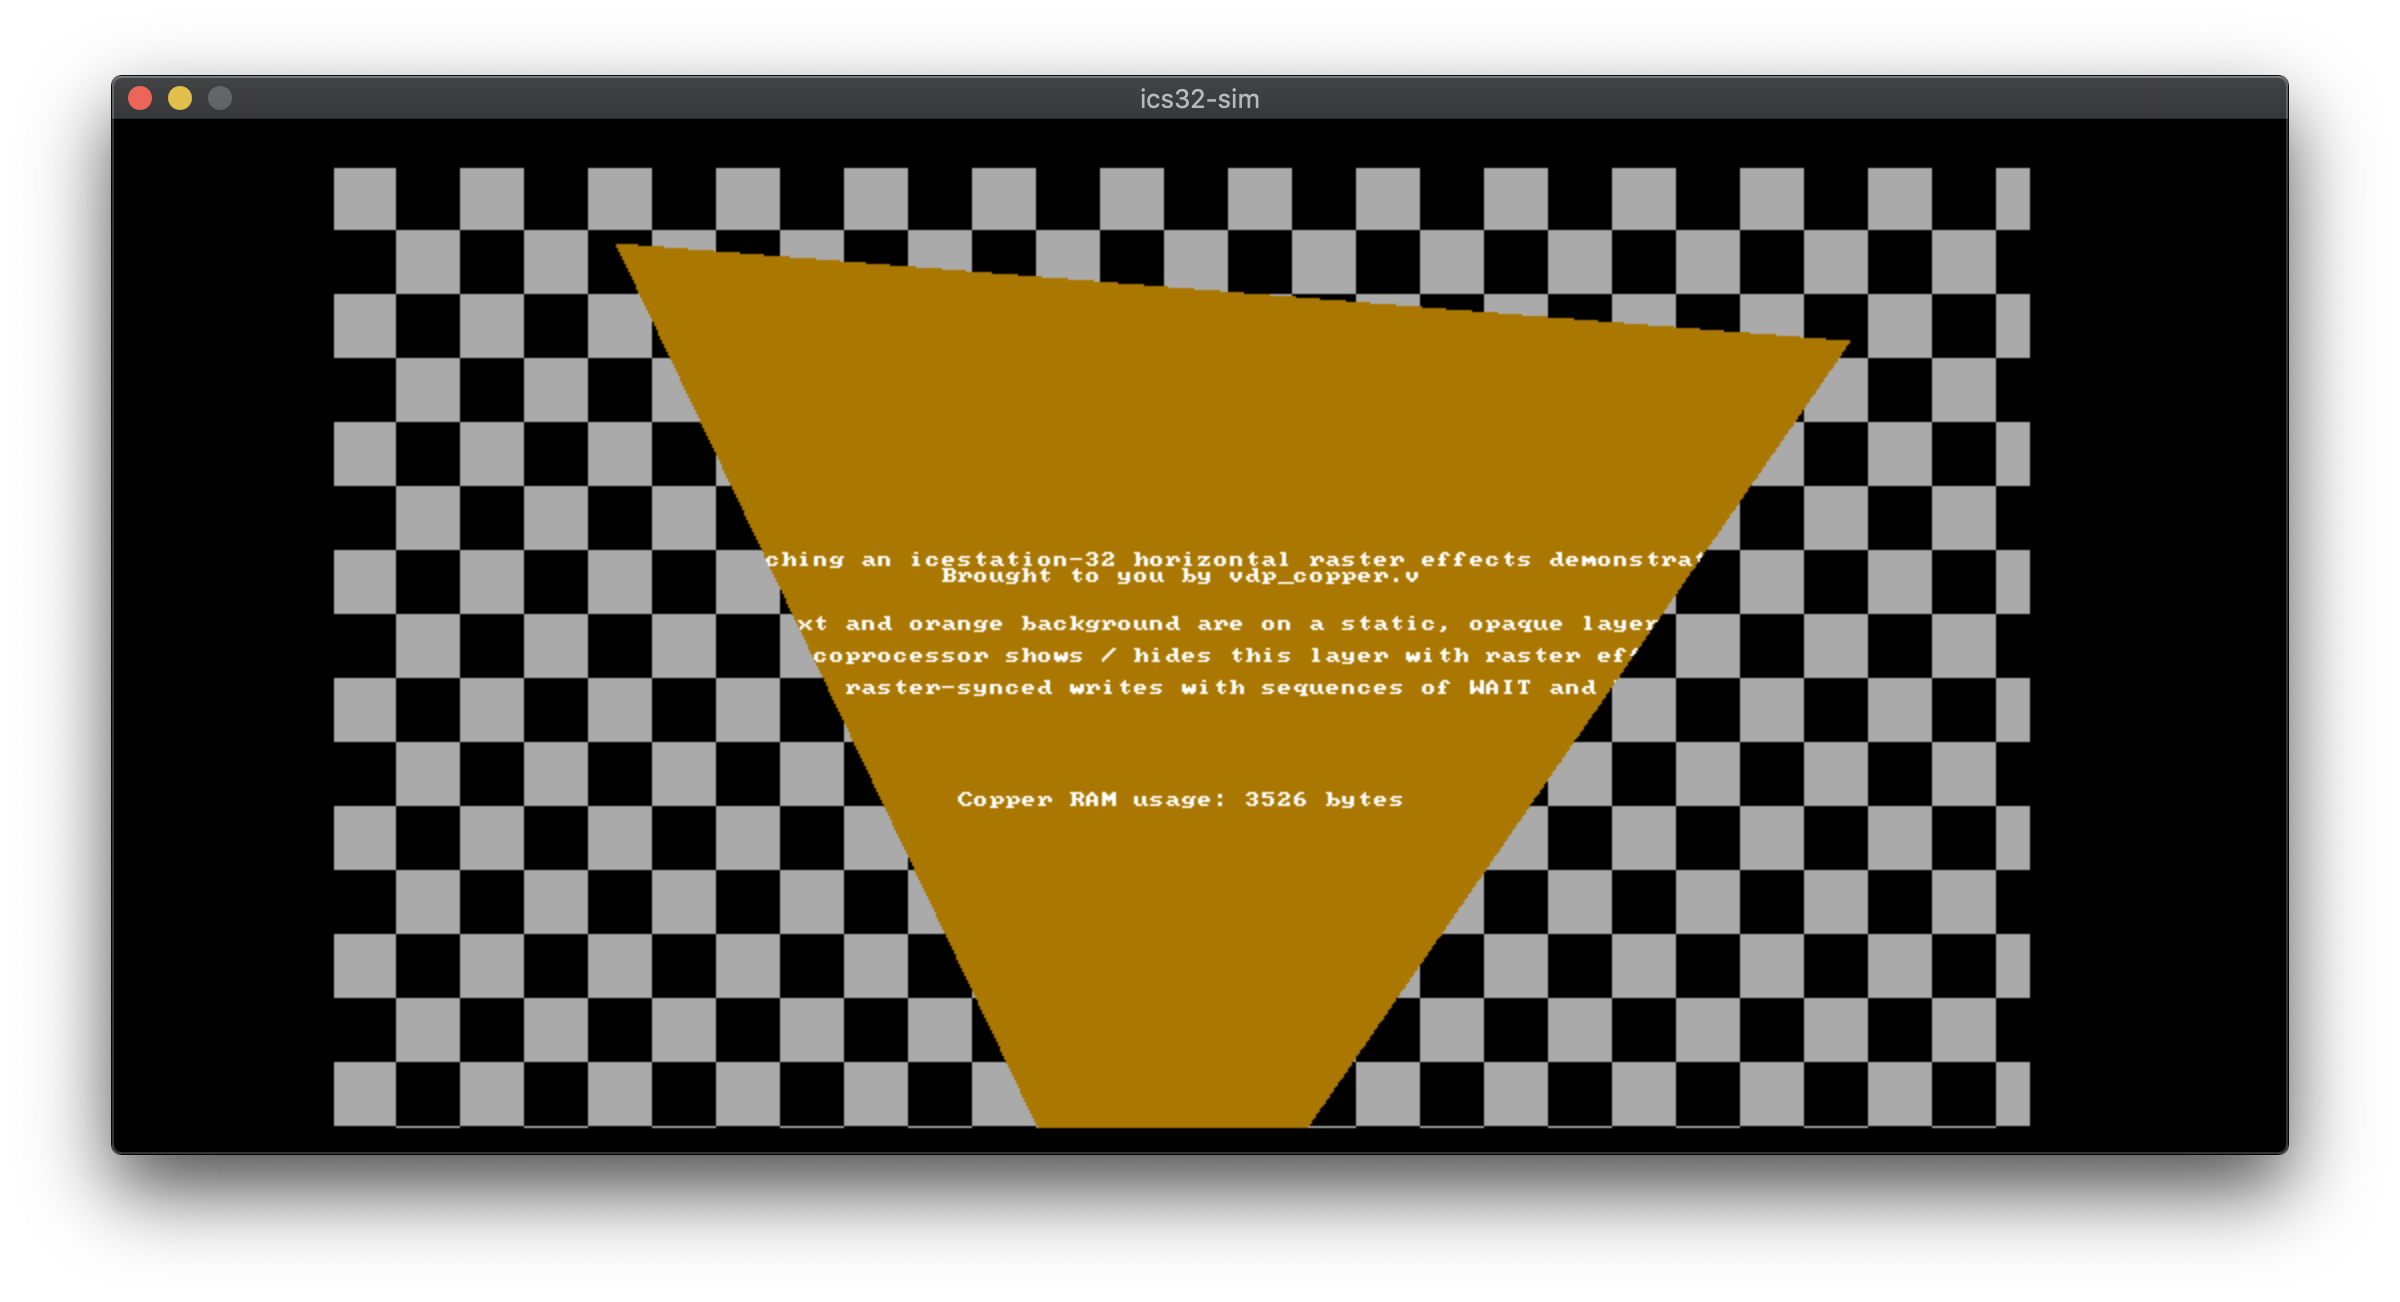 ics32-sim
ching an icestation-32 horizontal raster effects demonstrat
Brought to you by vdp_copper.v
xt and orange background are on a static, opaque layer
coprocessor shows / hides this layer with raster eff
raster-synced writes with sequences of WAIT and
Copper RAM usage: 3526 bytes